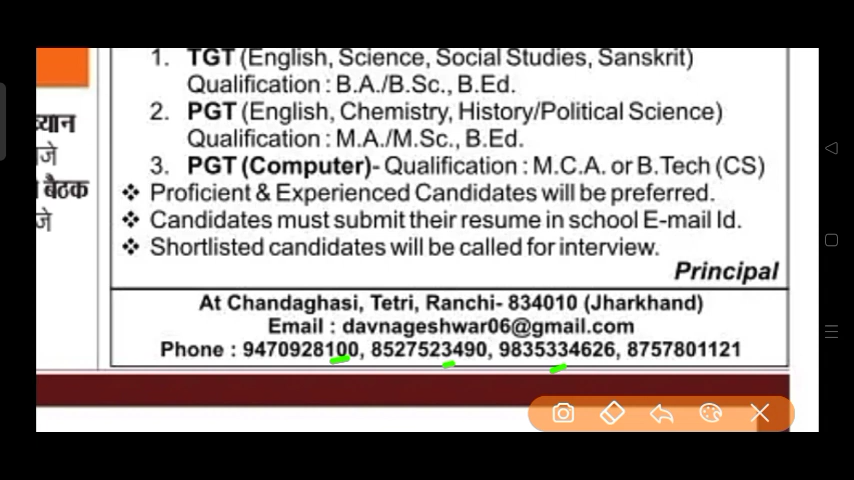 1. TGT (English, Science, Social Studies, Sanskrit)
Qualification : B.A./B.Sc., B.Ed.
2. PGT (English, Chemistry, History/Political Science)
Qualification : M.A./M.Sc., B.Ed.
3. PGT (Computer)- Qualification : M.C.A. or B.Tech (CS)
❖ Proficient & Experienced Candidates will be preferred.
❖ Candidates must submit their resume in school E-mail Id.
❖ Shortlisted candidates will be called for interview.
Principal
At Chandaghasi, Tetri, Ranchi- 834010 (Jharkhand)
Email : davnageshwar06@gmail.com
Phone : 9470928100, 8527523490, 9835334626, 8757801121
बैठक